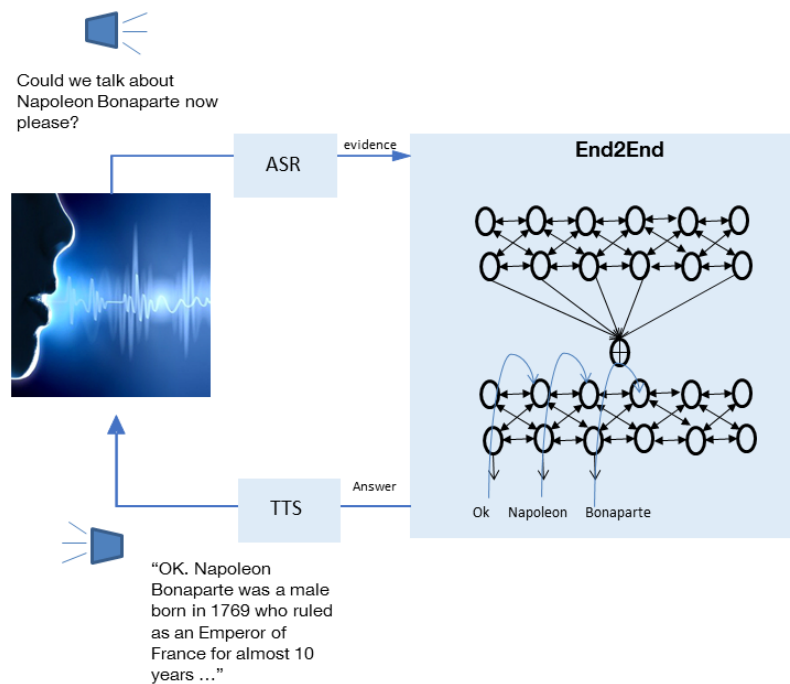 Could we talk about
Napoleon Bonaparte now
please?
ASR
evidence
End2End
Ok Napoleon Bonaparte
Answer
TTS
“OK. Napoleon
Bonaparte was a male
born in 1769 who ruled
as an Emperor of
France for almost 10
years …”